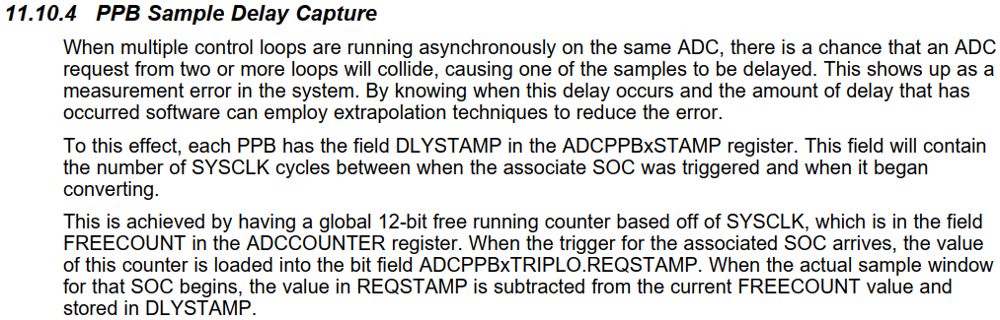 11.10.4 PPB Sample Delay Capture
When multiple control loops are running asynchronously on the same ADC, there is a chance that an ADC
request from two or more loops will collide, causing one of the samples to be delayed. This shows up as a
measurement error in the system. By knowing when this delay occurs and the amount of delay that has
occurred software can employ extrapolation techniques to reduce the error.
To this effect, each PPB has the field DLYSTAMP in the ADCPPBxSTAMP register. This field will contain
the number of SYSCLK cycles between when the associate SOC was triggered and when it began
converting.
This is achieved by having a global 12-bit free running counter based off of SYSCLK, which is in the field
FREECOUNT in the ADCCOUNTER register. When the trigger for the associated SOC arrives, the value
of this counter is loaded into the bit field ADCPPBxTRIPLO.REQSTAMP. When the actual sample window
for that SOC begins, the value in REQSTAMP is subtracted from the current FREECOUNT value and
stored in DLYSTAMP.